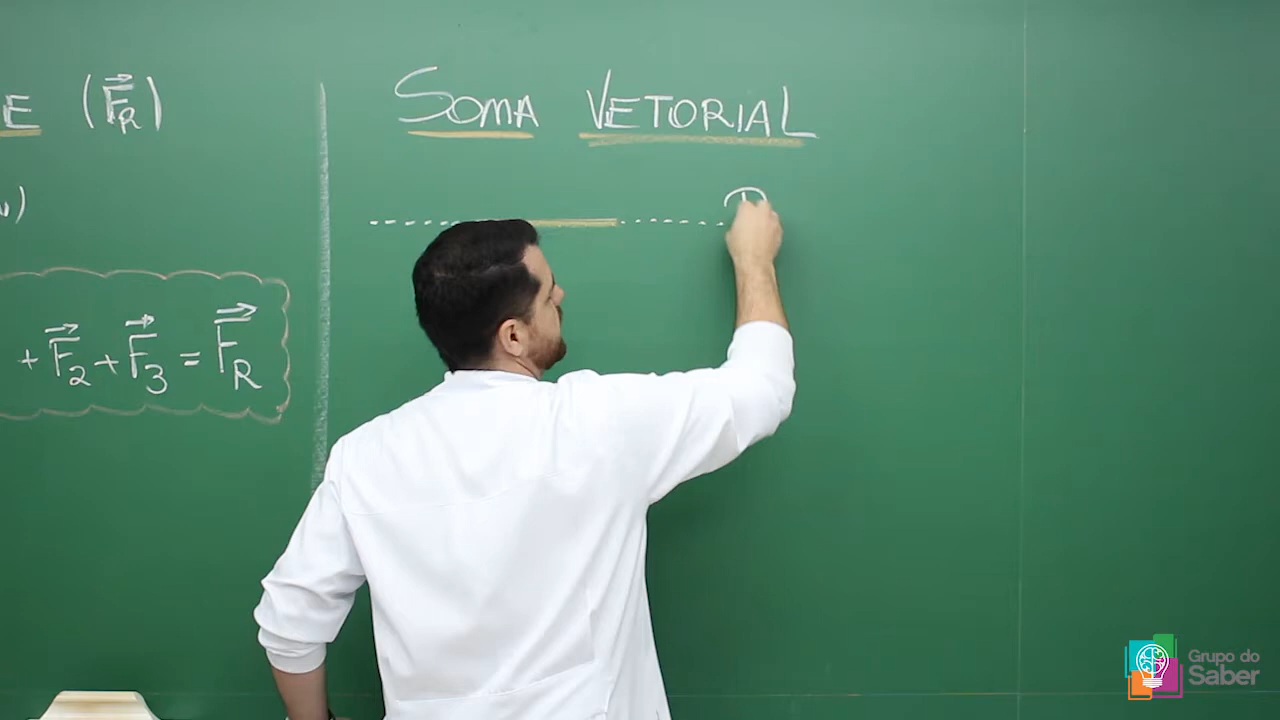 E (F⃗R)
SOMA VETORIAL
+ F⃗2 + F⃗3 = F⃗R
Grupo do
Saber